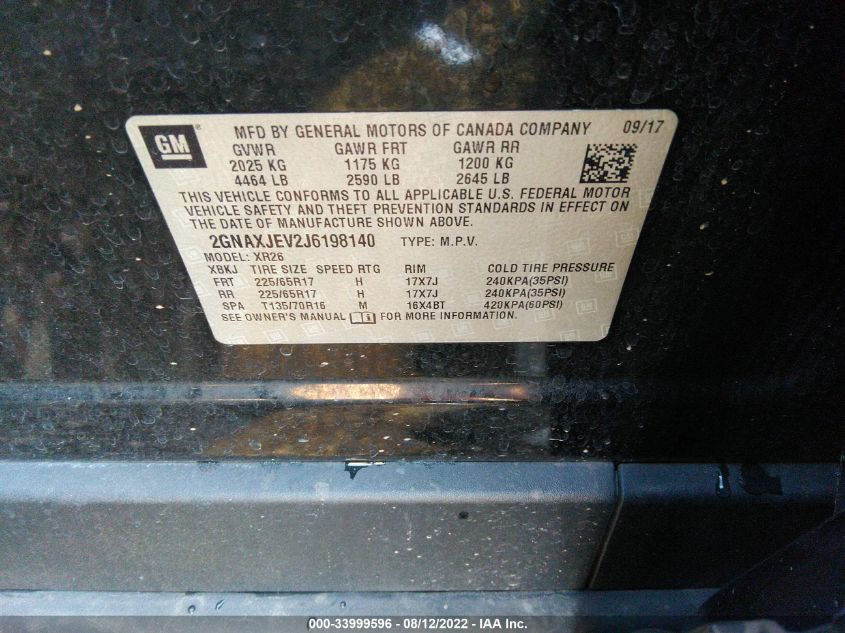 GM ® MFD BY GENERAL MOTORS OF CANADA COMPANY 09/17
GVWR GAWR FRT GAWR RR
2025 KG 1175 KG 1200 KG
4464 LB 2590 LB 2645 LB
THIS VEHICLE CONFORMS TO ALL APPLICABLE U.S. FEDERAL MOTOR
VEHICLE SAFETY AND THEFT PREVENTION STANDARDS IN EFFECT ON
THE DATE OF MANUFACTURE SHOWN ABOVE.
2GNAXJEV2J6198140 TYPE: M.P.V.
MODEL: XR26
XBKJ TIRE SIZE SPEED RTG RIM COLD TIRE PRESSURE
FRT 225/65R17 H 17X7J 240KPA(35PSI)
RR 225/65R17 H 17X7J 240KPA(35PSI)
SPA T135/70R16 M 16X4BT 420KPA(60PSI)
SEE OWNER'S MANUAL FOR MORE INFORMATION.
000-33999596 - 08/12/2022 - IAA Inc.